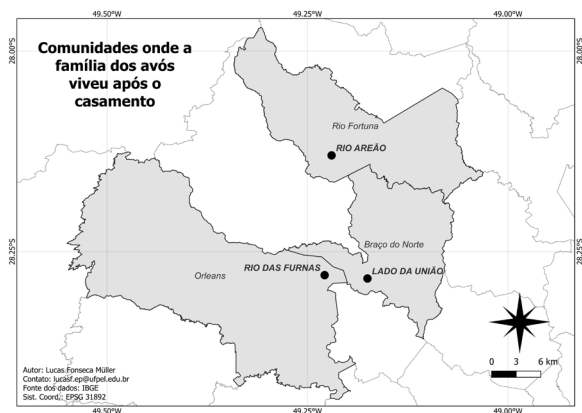 49.50°W 49.25°W 49.00°W
28.00°S 28.00°S
Comunidades onde a
família dos avós
viveu após o
casamento
Rio Fortuna
RIO AREÃO
Braço do Norte
28.25°S 28.25°S
Orleans
RIO DAS FURNAS
LADO DA UNIÃO
0 3 6 km
Autor: Lucas Fonseca Müller
Contato: lucasf.ep@ufpel.edu.br
Fonte dos dados: IBGE
Sist. Coord.: EPSG 31892
49.50°W 49.25°W 49.00°W